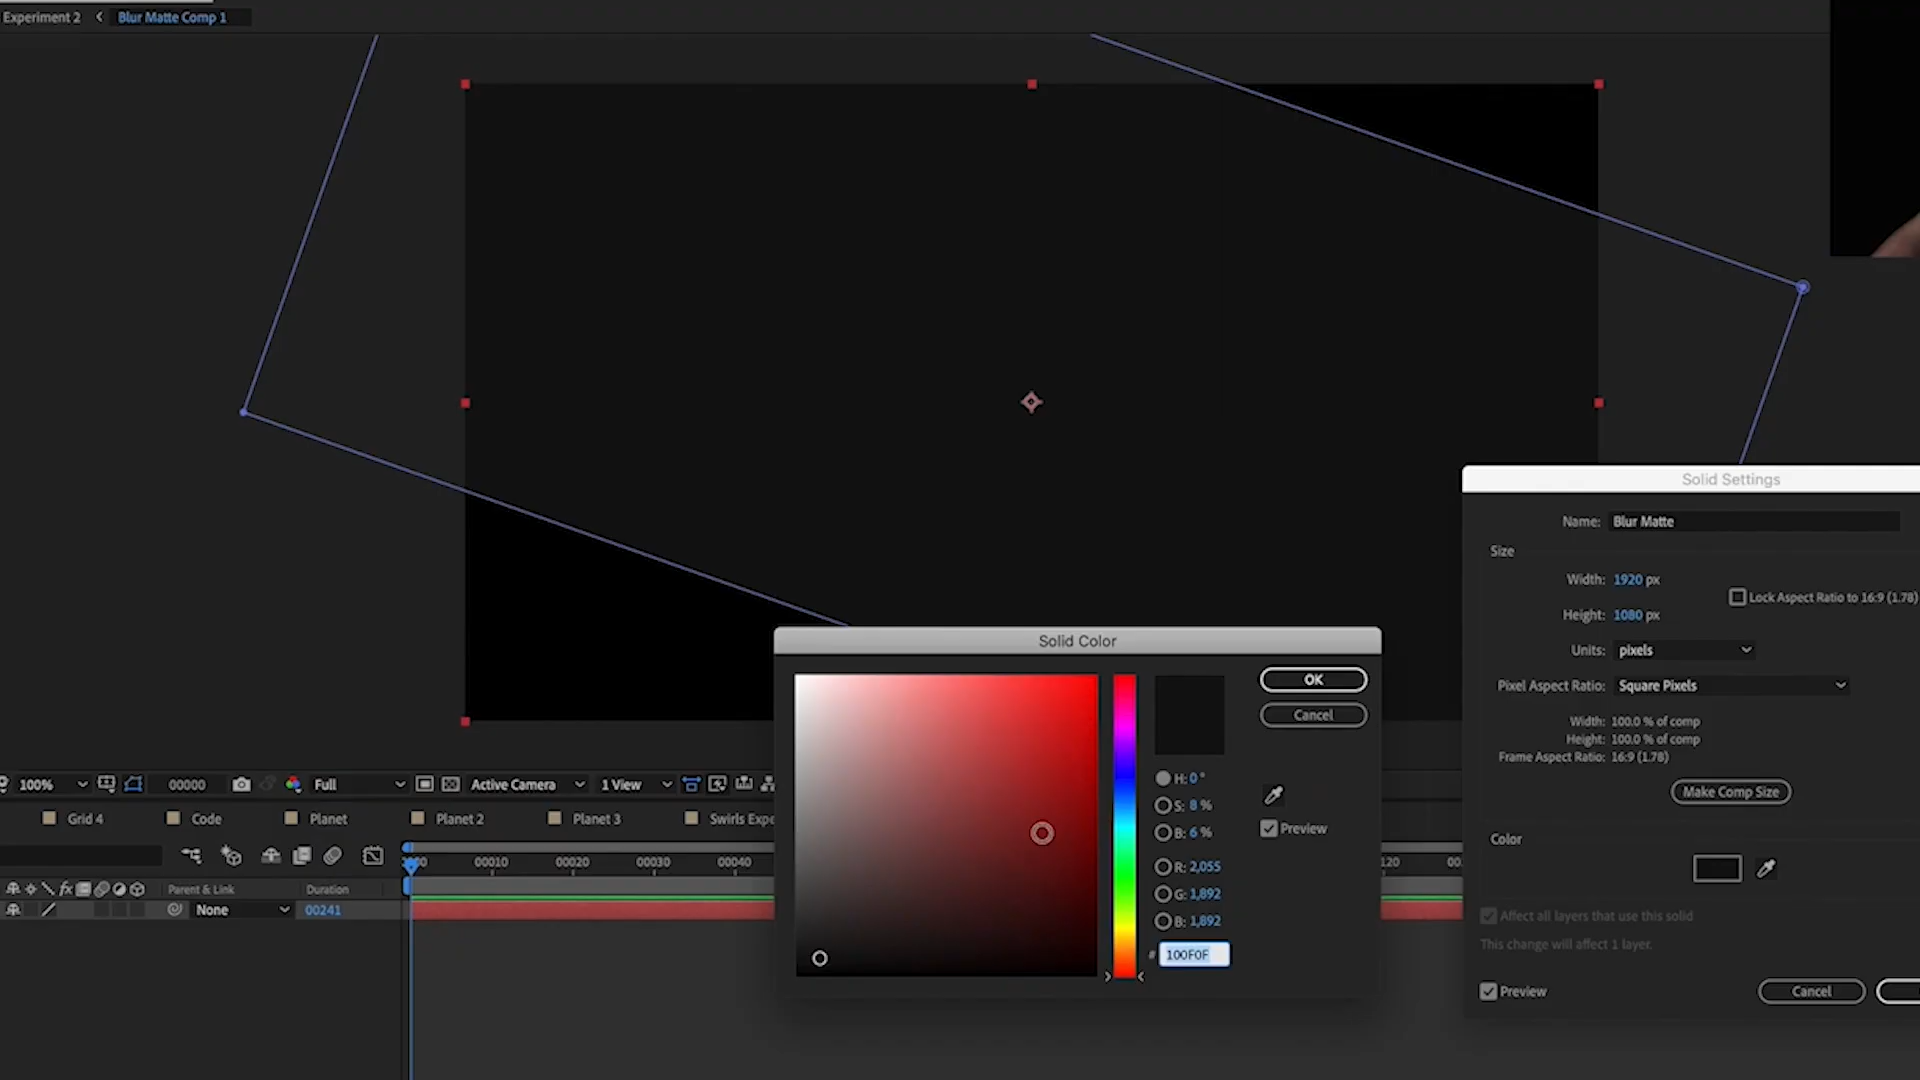 Experiment 2
Blur Matte Comp 1
Solid Settings
Name: Blur Matte
Size
Width: 1920 px
Lock Aspect Ratio to 16:9 (1.78)
Height: 1080 px
Units: pixels
Pixel Aspect Ratio: Square Pixels
Width: 100.0 % of comp
Height: 100.0 % of comp
Frame Aspect Ratio: 16:9 (1.78)
Make Comp Size
Color
Affect all layers that use this solid
This change will affect 1 layer.
Preview
Cancel
Solid Color
OK
Cancel
H: 0 °
S: 8 %
B: 6 %
Preview
R: 2,055
G: 1,892
B: 1,892
# 100F0F
100% 00000 Full Active Camera 1 View
Grid 4 Code Planet Planet 2 Planet 3 Swirls Expe
00010 00020 00030 00040 120
Parent & Link Duration
None 00241